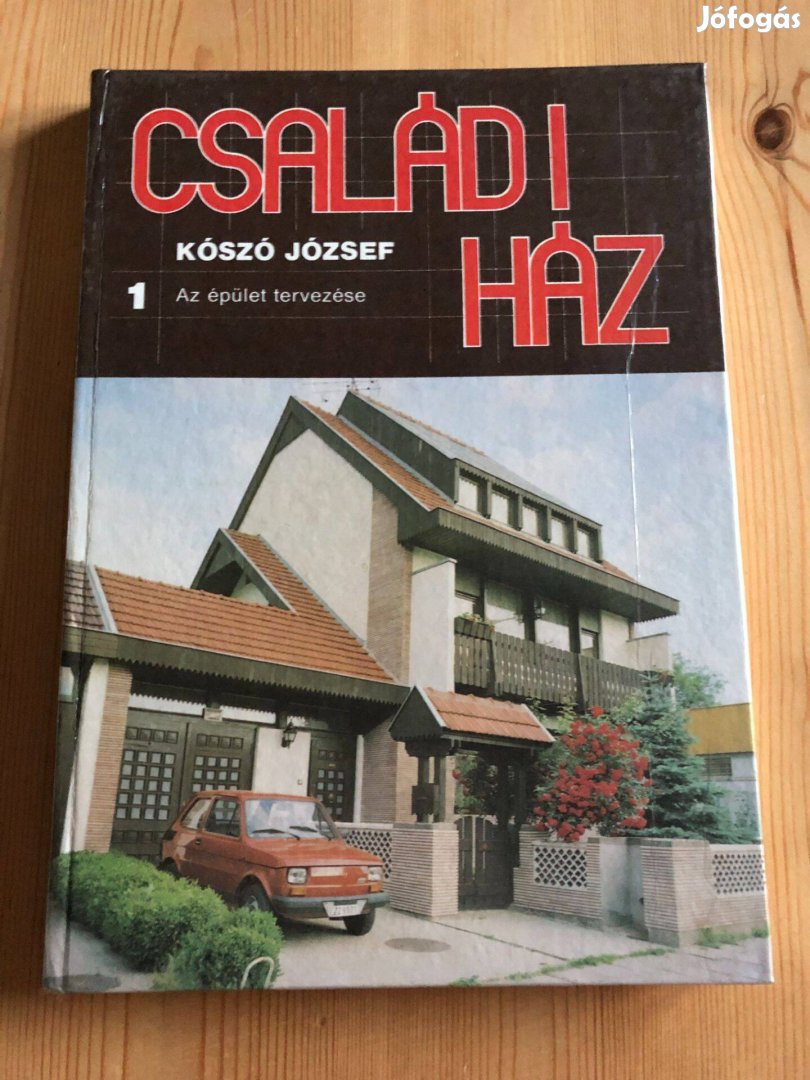 Jófogás
CSALÁDI
KÓSZÓ JÓZSEF
HÁZ
1 Az épület tervezése